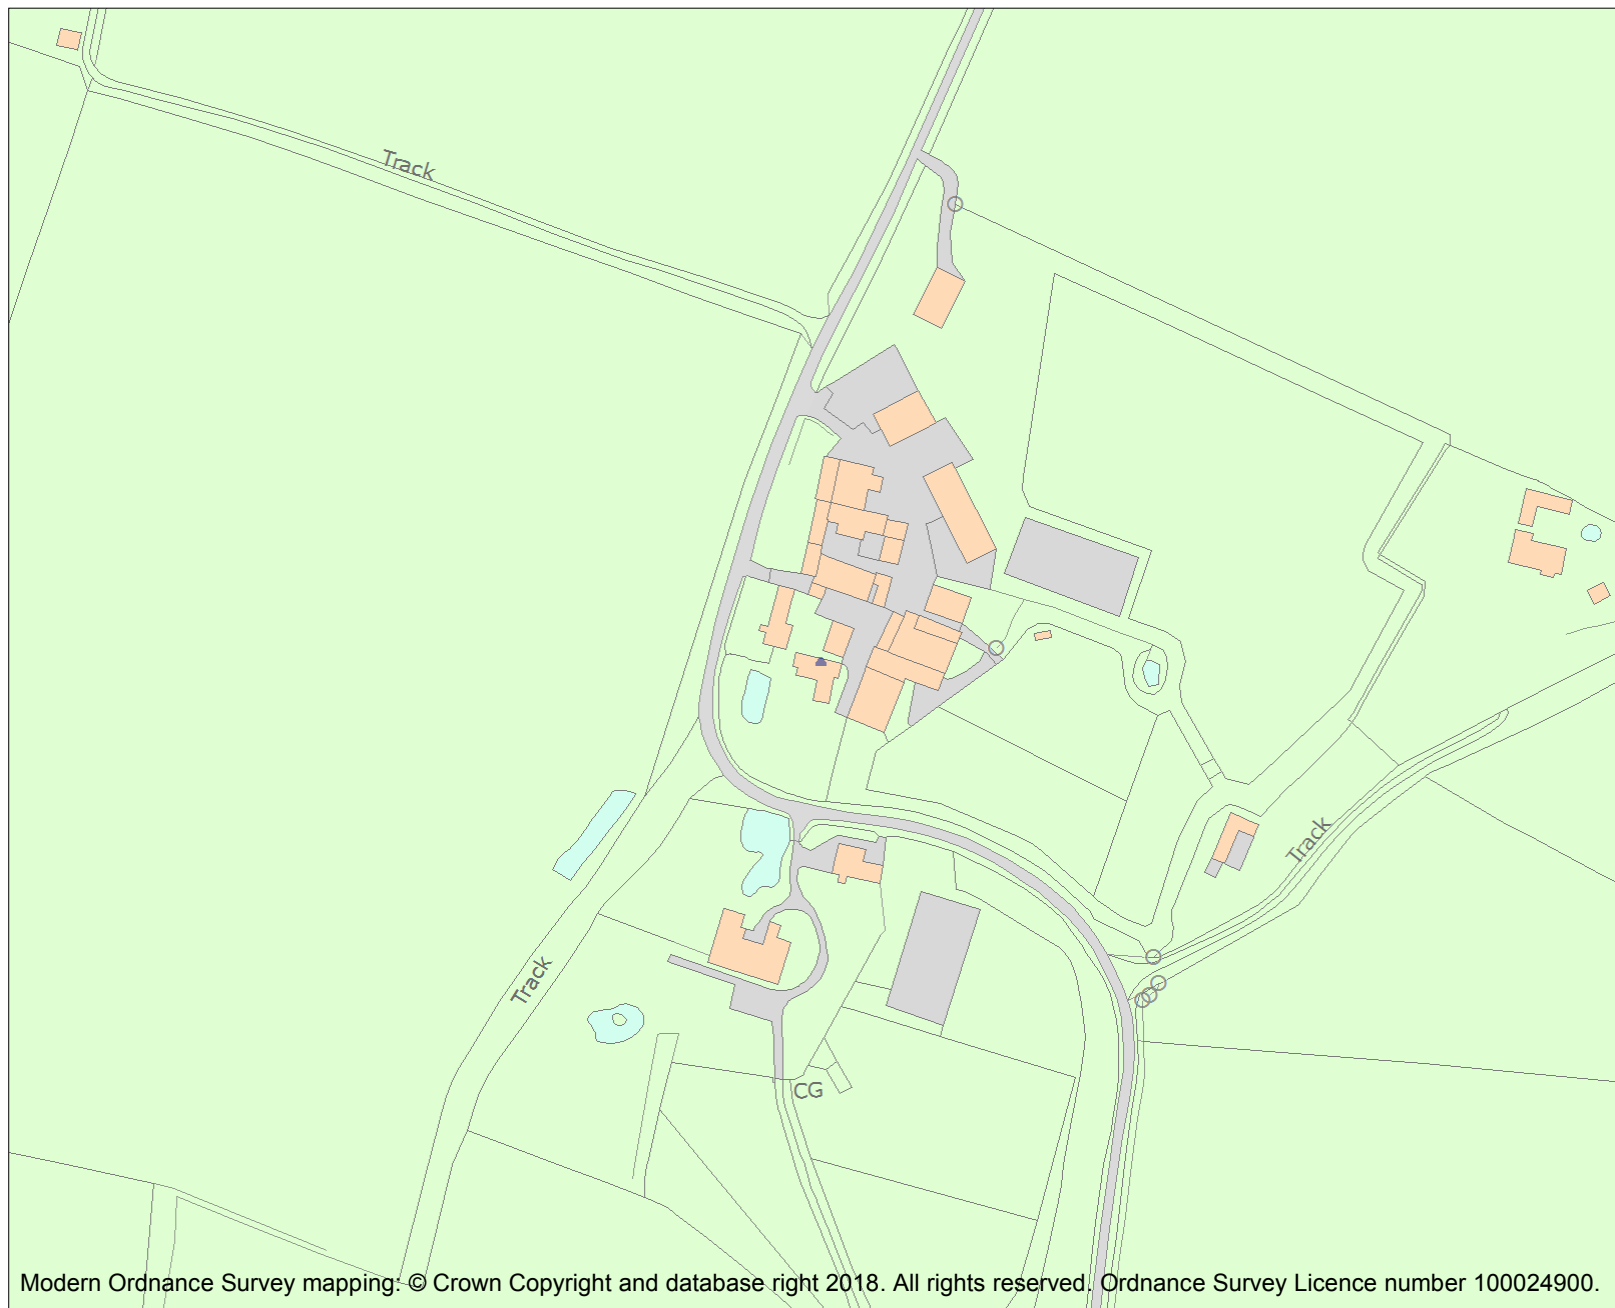 Track
Track
Track
CG
Modern Ordnance Survey mapping: © Crown Copyright and database right 2018. All rights reserved. Ordnance Survey Licence number 100024900.